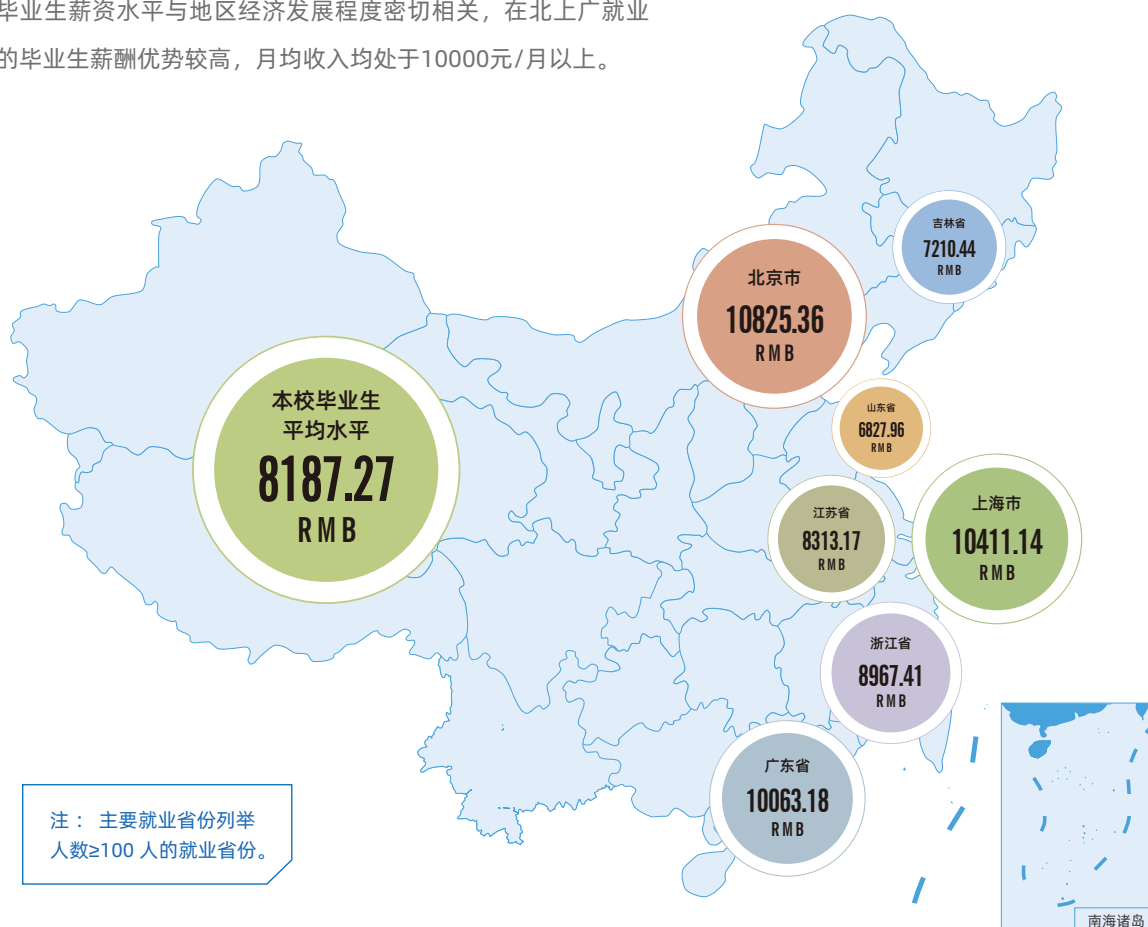 毕业生薪资水平与地区经济发展程度密切相关，在北上广就业
的毕业生薪酬优势较高，月均收入均处于10000元/月以上。
吉林省
7210.44
RMB
北京市
10825.36
RMB
本校毕业生
平均水平
8187.27
RMB
山东省
6827.96
RMB
江苏省
8313.17
RMB
上海市
10411.14
RMB
浙江省
8967.41
RMB
广东省
10063.18
RMB
注： 主要就业省份列举
人数≥100 人的就业省份。
南海诸岛